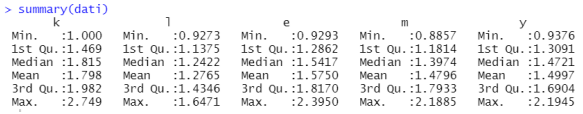 > summary(dati)
k l e m y
Min. :1.000 Min. :0.9273 Min. :0.9293 Min. :0.8857 Min. :0.9376
1st Qu.:1.469 1st Qu.:1.1375 1st Qu.:1.2862 1st Qu.:1.1814 1st Qu.:1.3091
Median :1.815 Median :1.2422 Median :1.5417 Median :1.3974 Median :1.4721
Mean :1.798 Mean :1.2765 Mean :1.5750 Mean :1.4796 Mean :1.4997
3rd Qu.:1.982 3rd Qu.:1.4346 3rd Qu.:1.8170 3rd Qu.:1.7933 3rd Qu.:1.6904
Max. :2.749 Max. :1.6471 Max. :2.3950 Max. :2.1885 Max. :2.1945